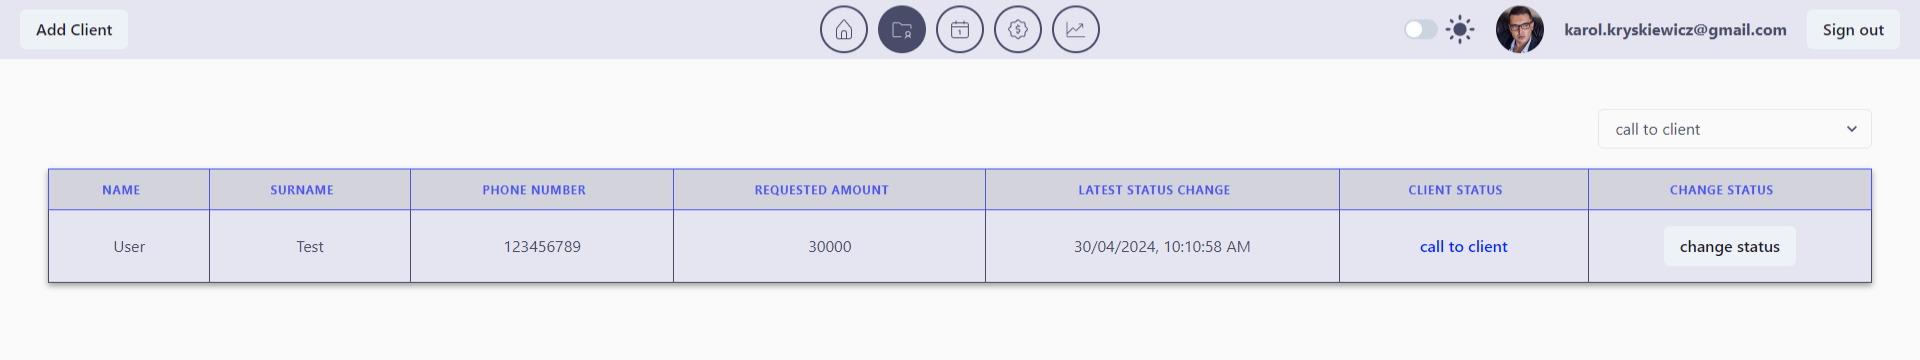 Add Client
1
$
karol.kryskiewicz@gmail.com
Sign out
call to client
NAME SURNAME PHONE NUMBER REQUESTED AMOUNT LATEST STATUS CHANGE CLIENT STATUS CHANGE STATUS
User Test 123456789 30000 30/04/2024, 10:10:58 AM call to client change status